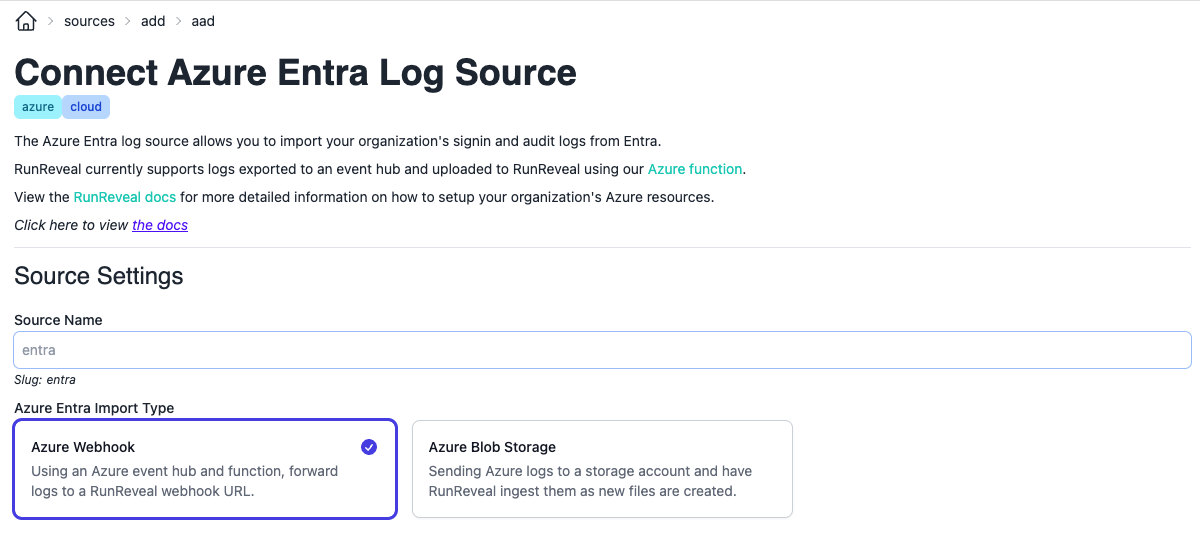 sources > add > aad
Connect Azure Entra Log Source
azure cloud
The Azure Entra log source allows you to import your organization's signin and audit logs from Entra.
RunReveal currently supports logs exported to an event hub and uploaded to RunReveal using our Azure function.
View the RunReveal docs for more detailed information on how to setup your organization's Azure resources.
Click here to view the docs
Source Settings
Source Name
entra
Slug: entra
Azure Entra Import Type
Azure Webhook
Using an Azure event hub and function, forward
logs to a RunReveal webhook URL.
Azure Blob Storage
Sending Azure logs to a storage account and have
RunReveal ingest them as new files are created.